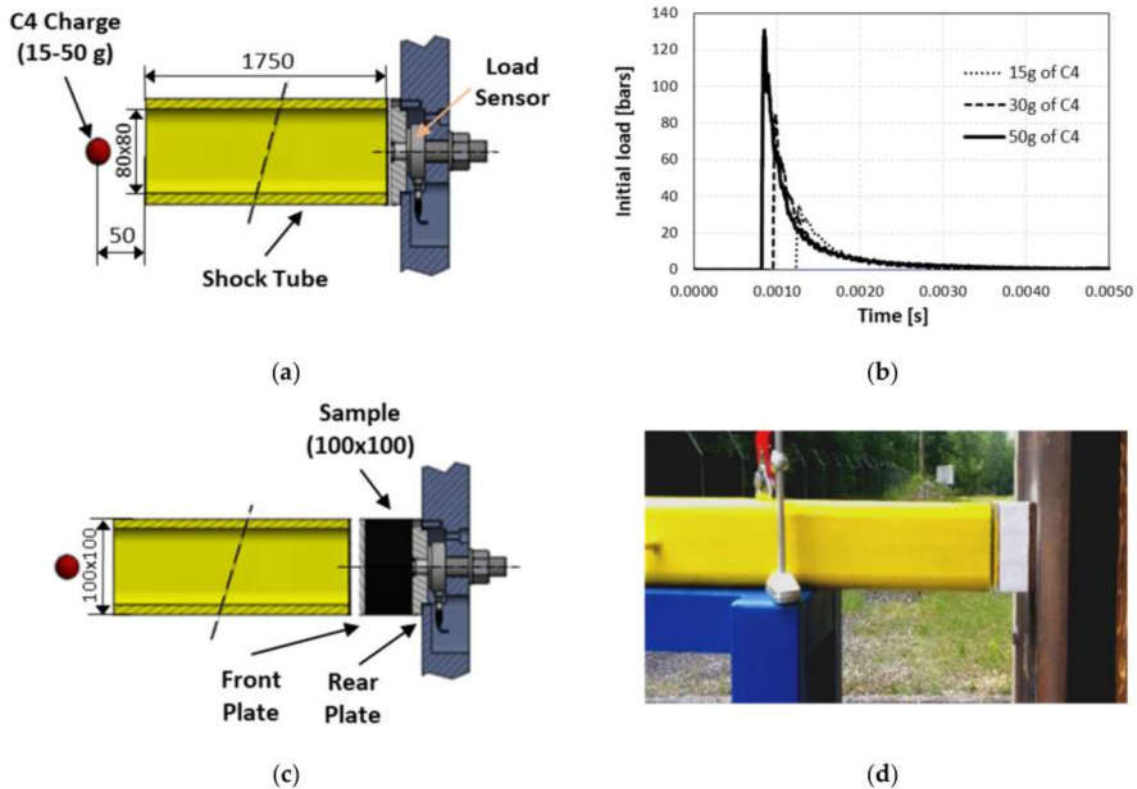 C4 Charge
(15-50 g)
1750
80x80
50
Load
Sensor
Shock Tube
(a)
Initial load [bars]
140
120
100
80
60
40
20
0
15g of C4
30g of C4
50g of C4
0.0000
0.0010
0.0020
0.0030
0.0040
0.0050
Time [s]
(b)
Sample
(100x100)
100x100
Front
Plate
Rear
Plate
(c)
(d)